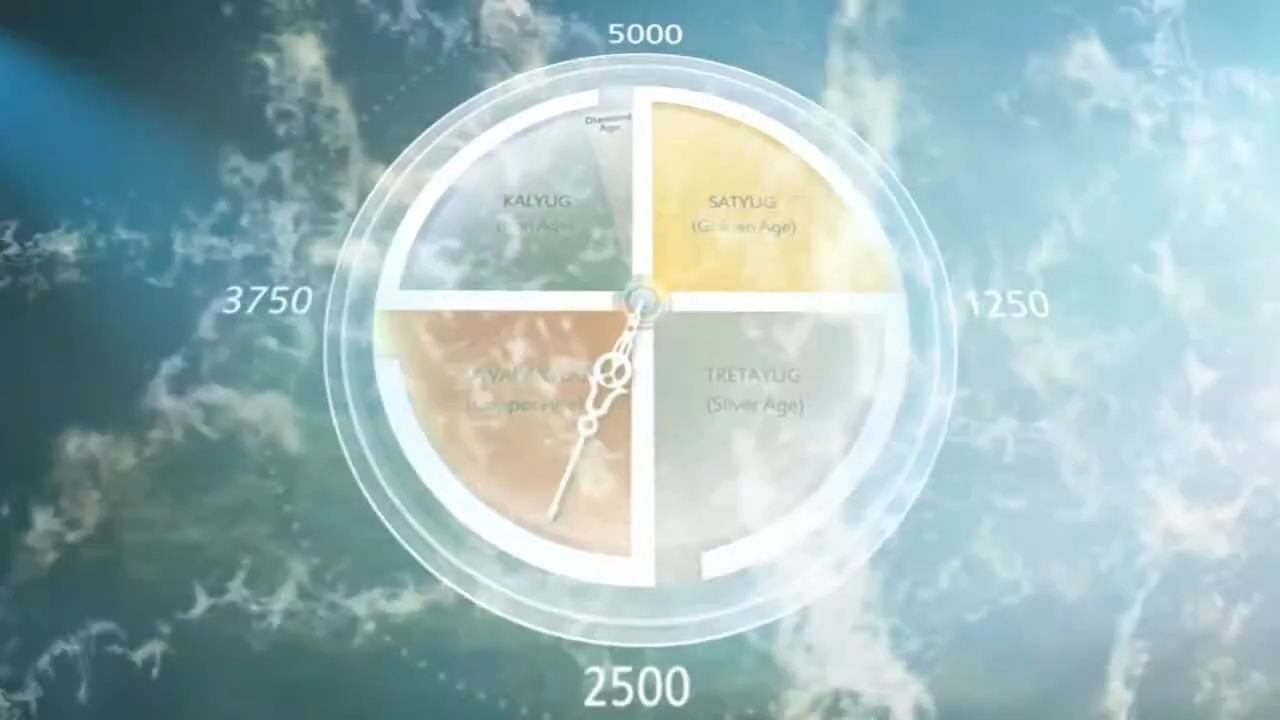 5000
Diamond
Age
KALYUG
SATYUG
(Golden Age)
3750
1250
TRETAYUG
(Silver Age)
2500